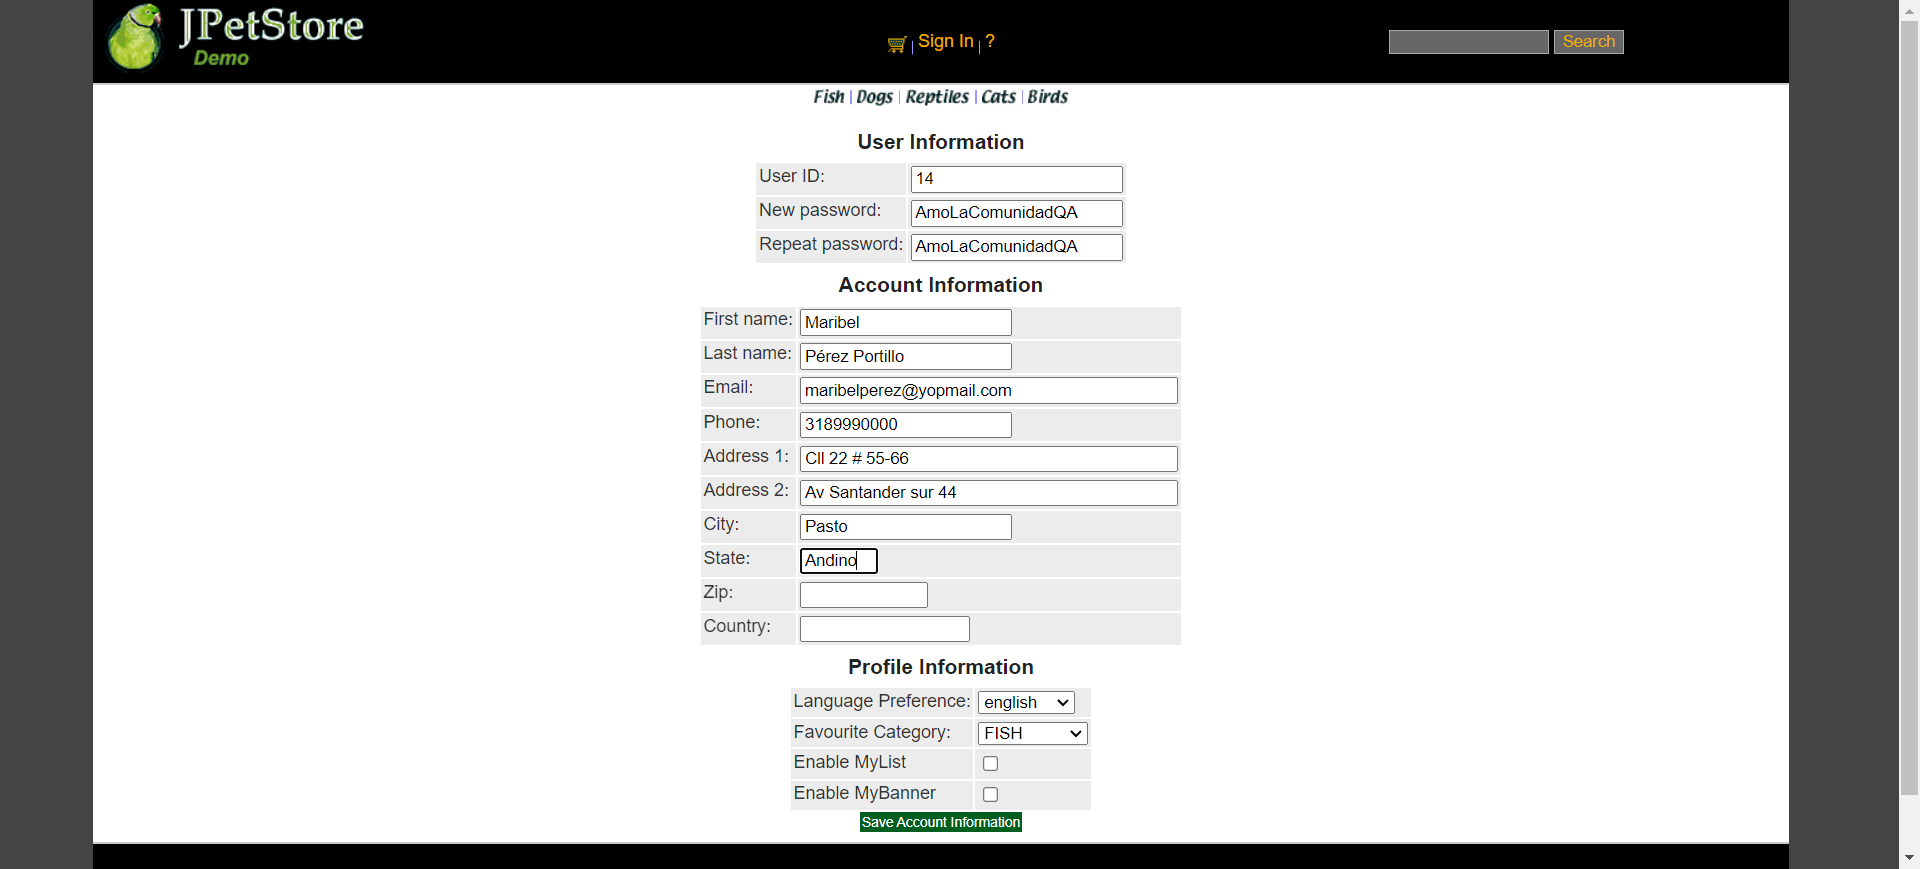 JPetStore
Demo
Sign In | ?
Search
Fish | Dogs | Reptiles | Cats | Birds
User Information
User ID: 14
New password: AmoLaComunidadQA
Repeat password: AmoLaComunidadQA
Account Information
First name: Maribel
Last name: Pérez Portillo
Email: maribelperez@yopmail.com
Phone: 3189990000
Address 1: Cll 22 # 55-66
Address 2: Av Santander sur 44
City: Pasto
State: Andino
Zip:
Country:
Profile Information
Language Preference: english
Favourite Category: FISH
Enable MyList
Enable MyBanner
Save Account Information